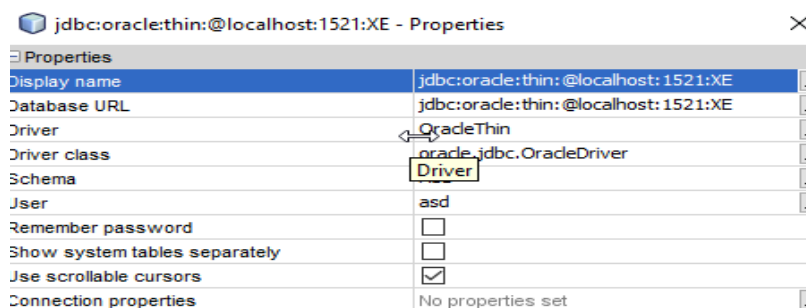 jdbc:oracle:thin:@localhost:1521:XE - Properties
Properties
Display name jdbc:oracle:thin:@localhost:1521:XE
Database URL jdbc:oracle:thin:@localhost:1521:XE
Driver OracleThin
Driver class oracle.jdbc.OracleDriver
Driver
Schema
User asd
Remember password
Show system tables separately
Use scrollable cursors
Connection properties No properties set